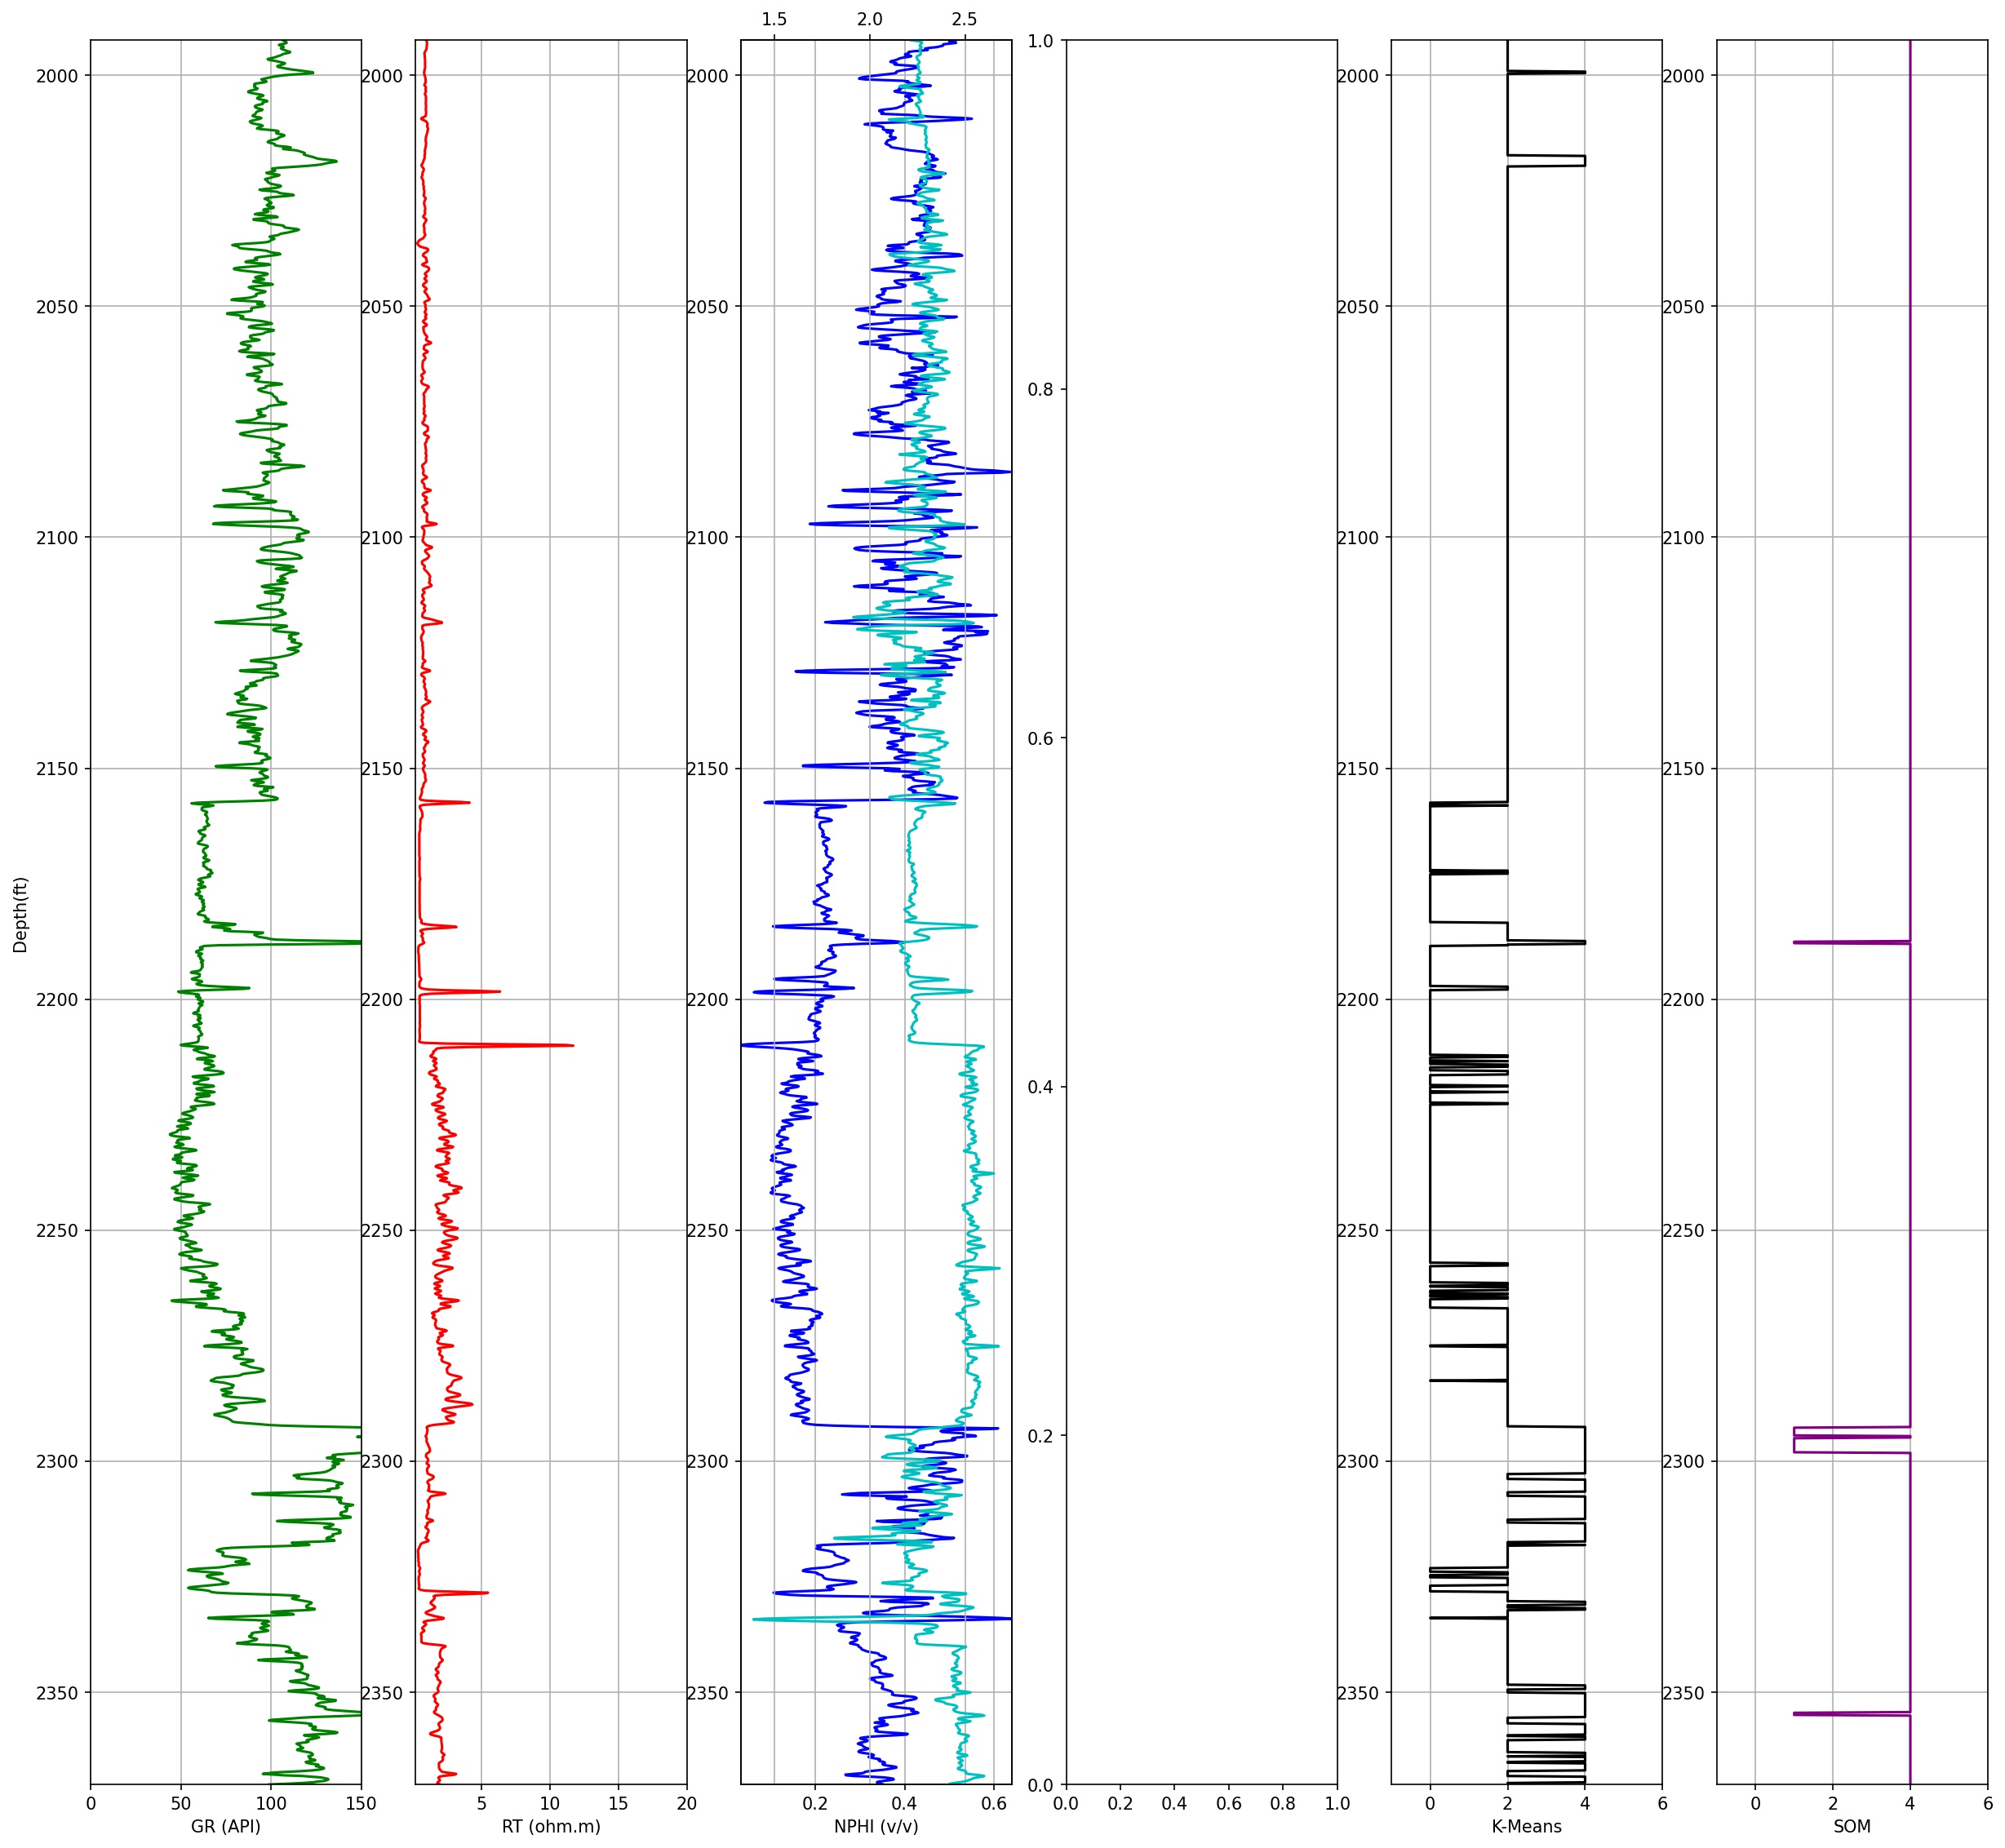 1.5 2.0 2.5
2000 2000 2000 1.0 2000 2000
2050 2050 2050 2050 2050
0.8
2100 2100 2100 2100 2100
0.6
2150 2150 2150 2150 2150
Depth(ft)
2200 2200 2200 2200 2200
0.4
2250 2250 2250 2250 2250
0.2
2300 2300 2300 2300 2300
2350 2350 2350 2350 2350
0.0
0 50 100 150 5 10 15 20 0.2 0.4 0.6 0.0 0.2 0.4 0.6 0.8 1.0 0 2 4 6 0 2 4 6
GR (API) RT (ohm.m) NPHI (v/v) K-Means SOM